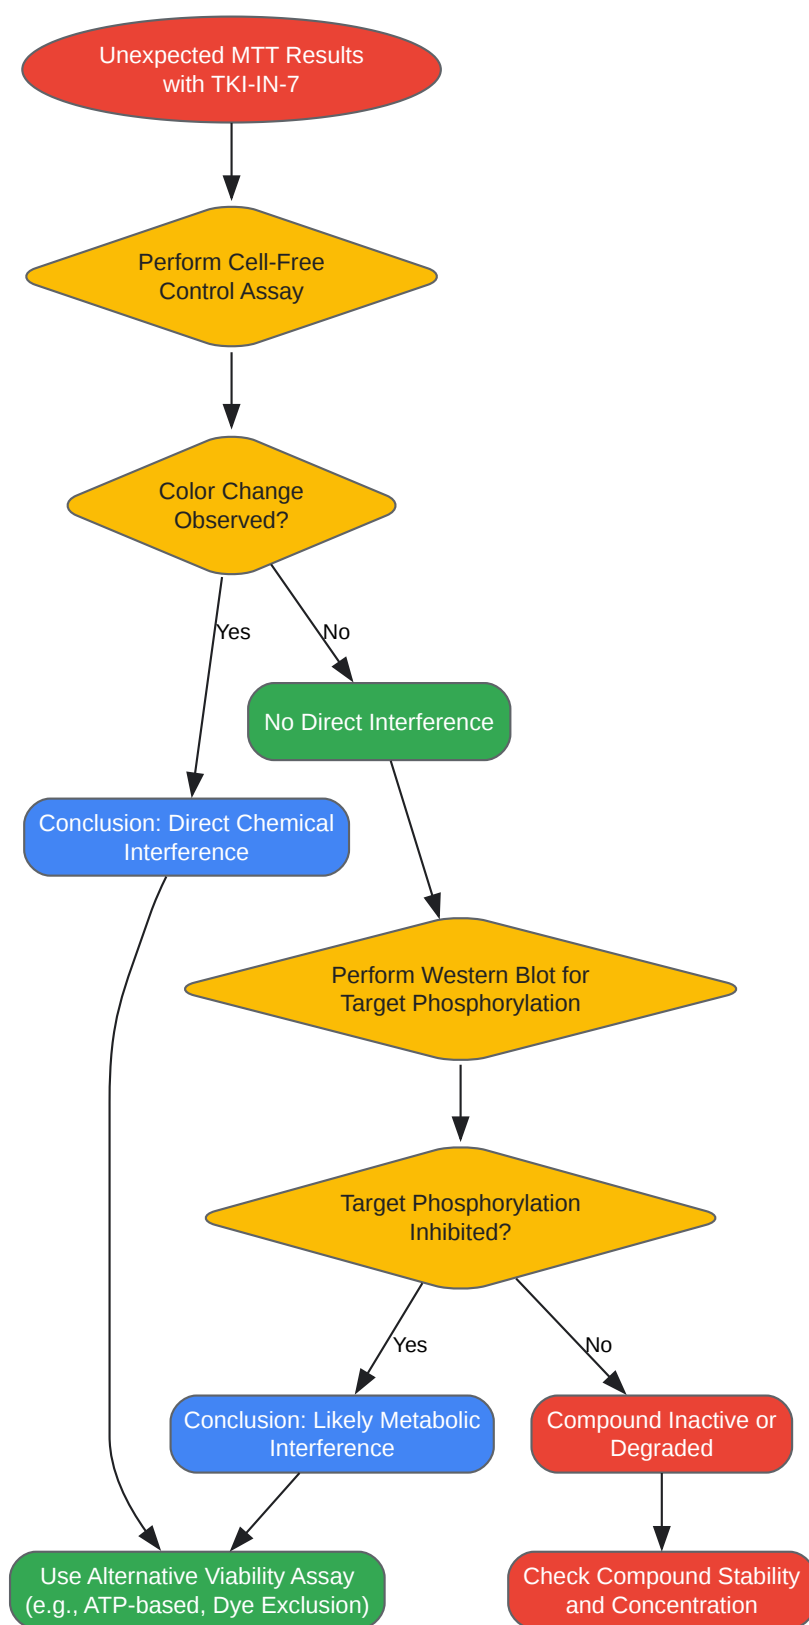 Unexpected MTT Results
with TKI-IN-7
Perform Cell-Free
Control Assay
Color Change
Observed?
Yes
No
No Direct Interference
Conclusion: Direct Chemical
Interference
Perform Western Blot for
Target Phosphorylation
Target Phosphorylation
Inhibited?
Yes
No
Conclusion: Likely Metabolic
Interference
Compound Inactive or
Degraded
Use Alternative Viability Assay
(e.g., ATP-based, Dye Exclusion)
Check Compound Stability
and Concentration